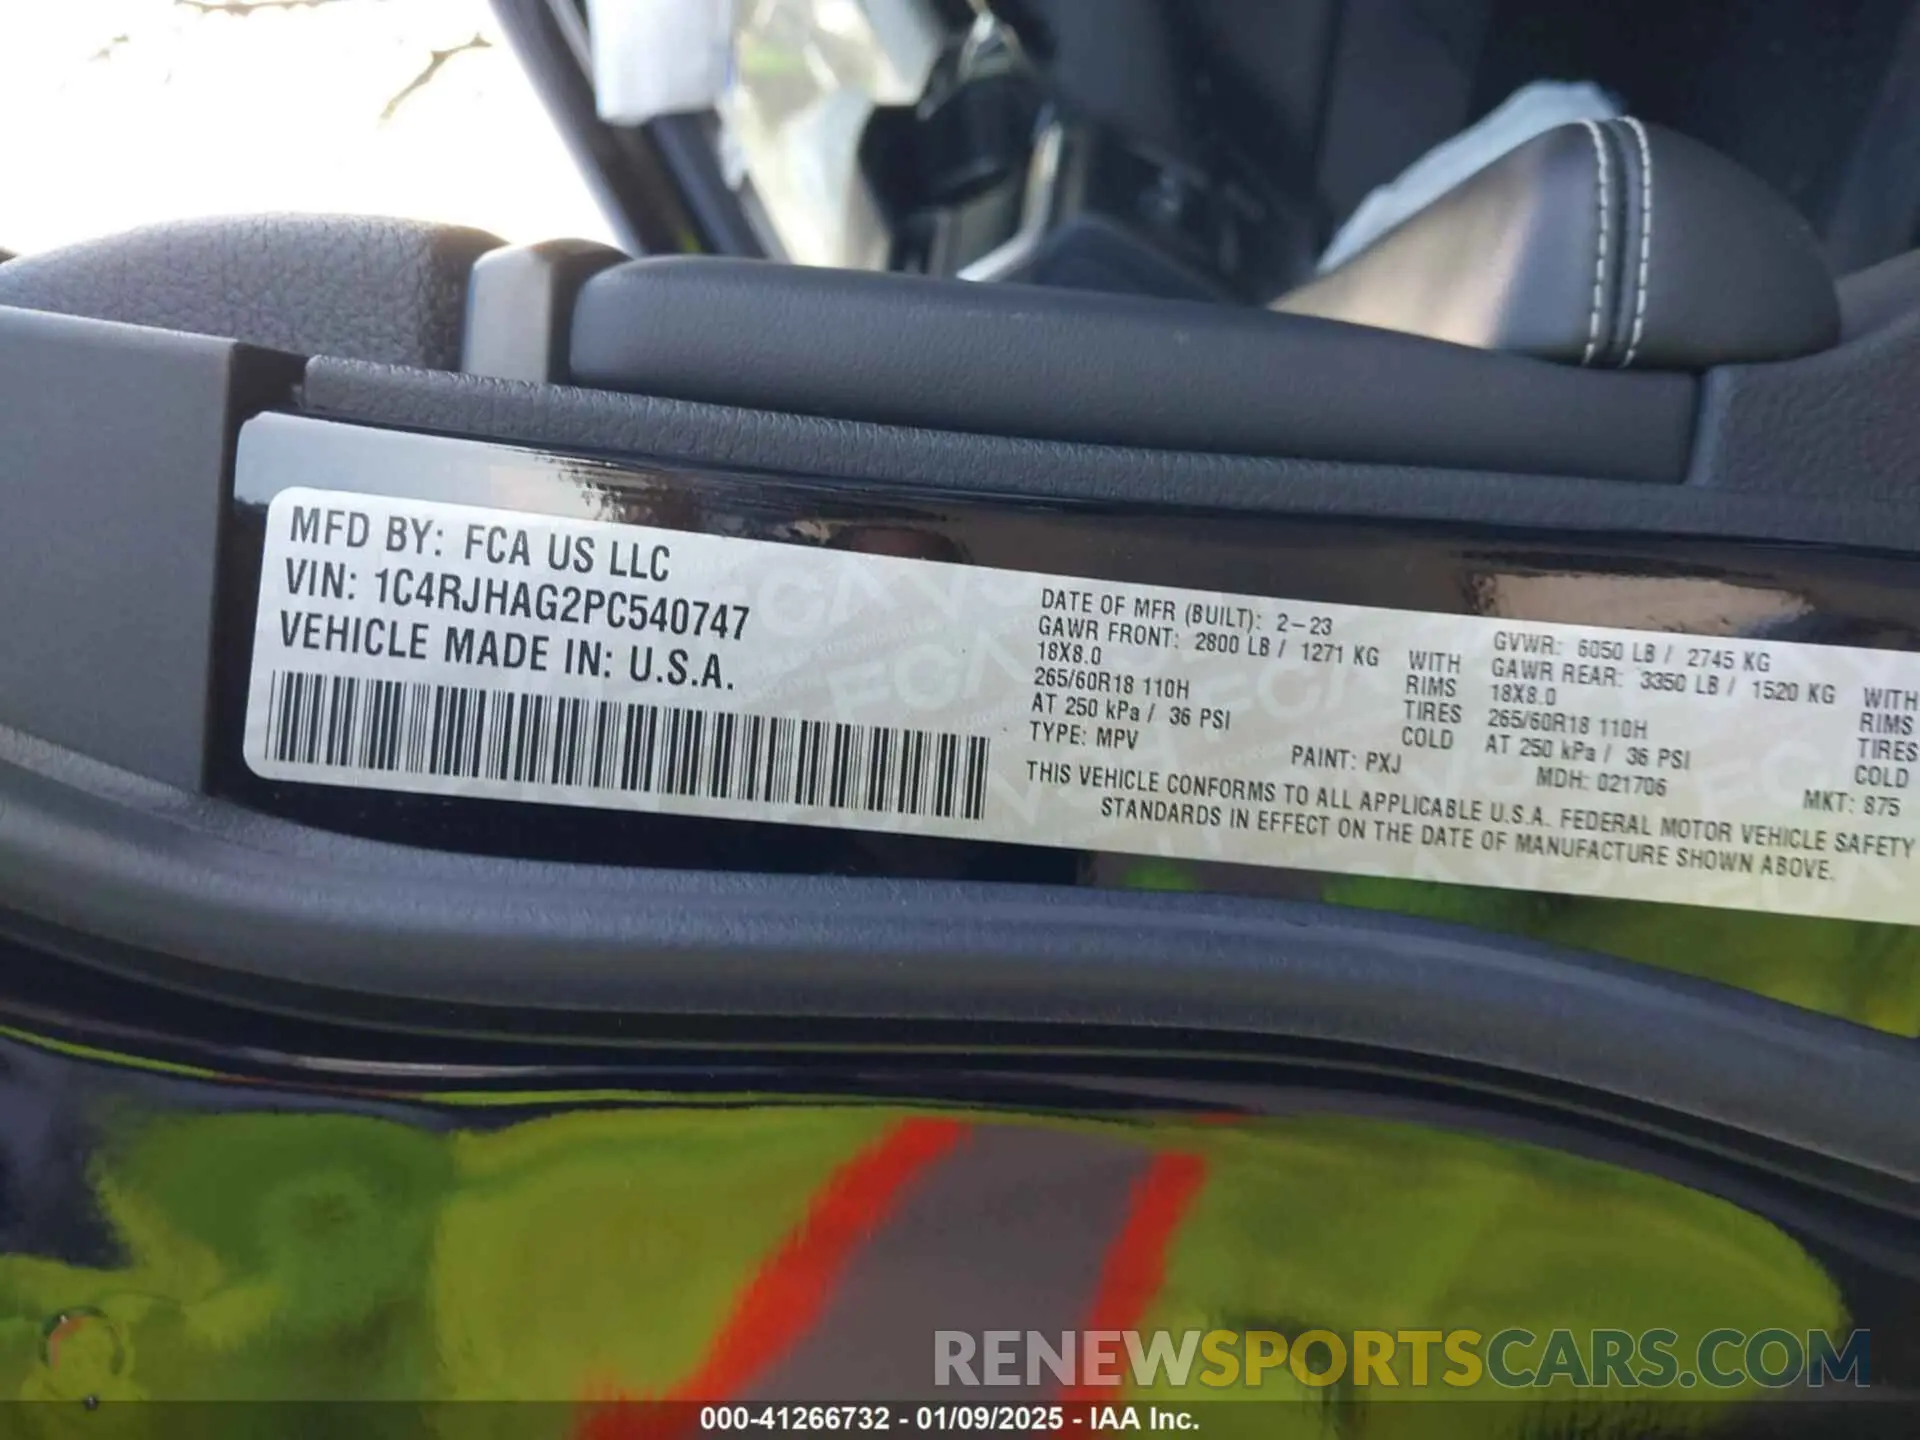 MFD BY: FCA US LLC
VIN: 1C4RJHAG2PC540747
VEHICLE MADE IN: U.S.A.
DATE OF MFR (BUILT): 2-23
GAWR FRONT: 2800 LB / 1271 KG WITH
18X8.0 RIMS
265/60R18 110H TIRES
AT 250 kPa / 36 PSI COLD
TYPE: MPV PAINT: PXJ
GVWR: 6050 LB / 2745 KG
GAWR REAR: 3350 LB / 1520 KG WITH
18X8.0 RIMS
265/60R18 110H TIRES
AT 250 kPa / 36 PSI COLD
MDH: 021706 MKT: 875
THIS VEHICLE CONFORMS TO ALL APPLICABLE U.S.A. FEDERAL MOTOR VEHICLE SAFETY
STANDARDS IN EFFECT ON THE DATE OF MANUFACTURE SHOWN ABOVE.
RENEWSPORTSCARS.COM
000-41266732 - 01/09/2025 - IAA Inc.